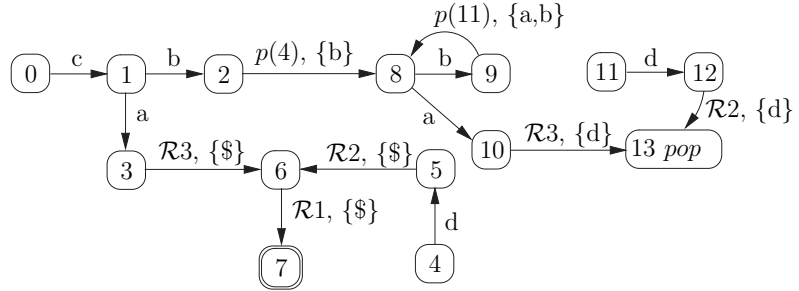 p(11), {a,b}
0 c 1 b 2 p(4), {b} 8 b 9 11 d 12
a a R2, {d}
3 R3, {$} 6 R2, {$} 5 10 R3, {d} 13 pop
R1, {$} d
7 4